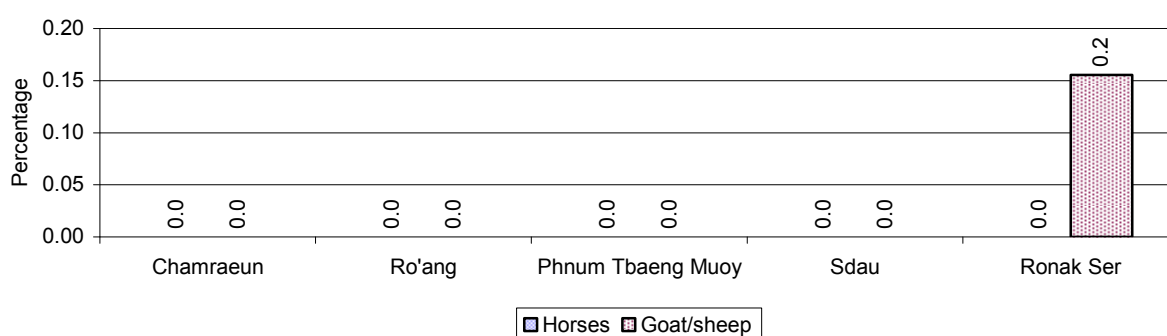 0.20
0.15
0.10
0.05
0.00
Percentage
0.0 0.0 0.0 0.0 0.0 0.0 0.0 0.0 0.0 0.2
Chamraeun Ro'ang Phnum Tbaeng Muoy Sdau Ronak Ser
Horses Goat/sheep